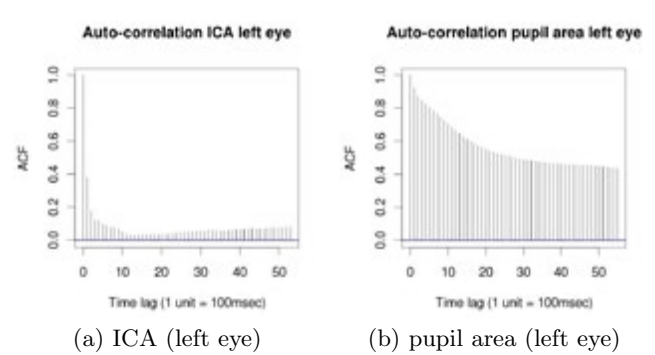 Auto-correlation ICA left eye
ACF
1.0
0.8
0.6
0.4
0.2
0.0
0 10 20 30 40 50
Time lag (1 unit = 100msec)
(a) ICA (left eye)
Auto-correlation pupil area left eye
ACF
1.0
0.8
0.6
0.4
0.2
0.0
0 10 20 30 40 50
Time lag (1 unit = 100msec)
(b) pupil area (left eye)